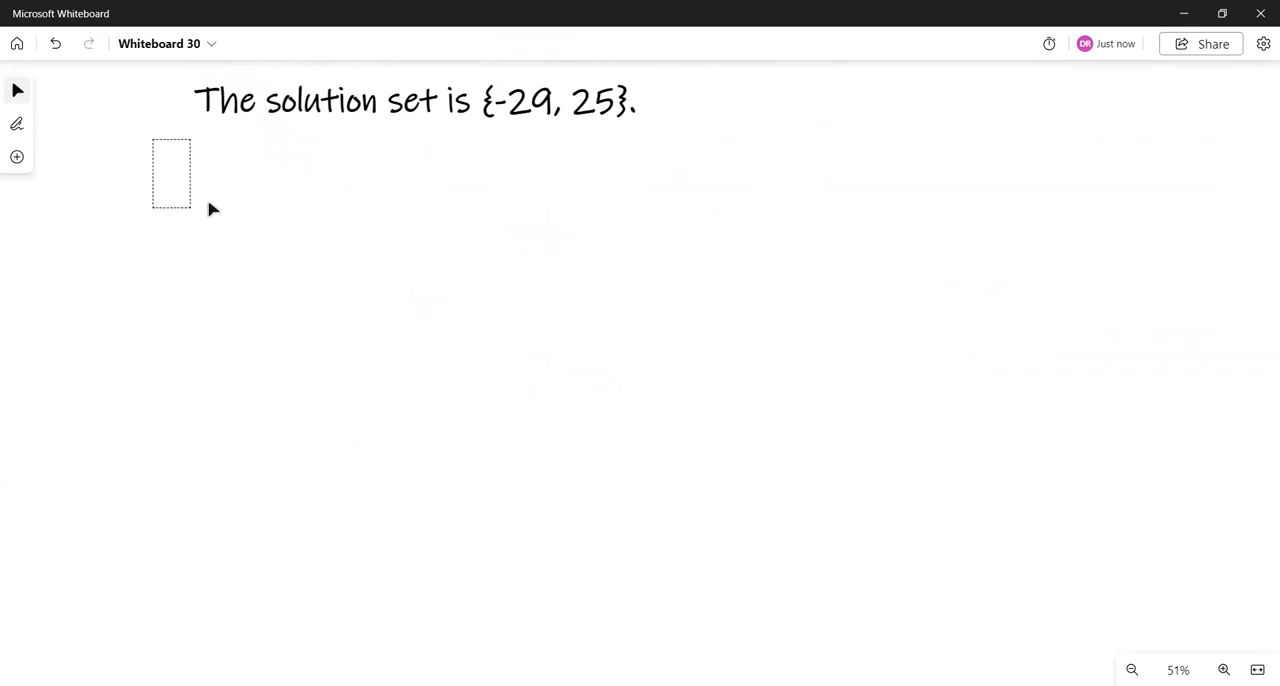 Microsoft Whiteboard
Whiteboard 30
DR Just now
Share
The solution set is {-29, 25}.
51%